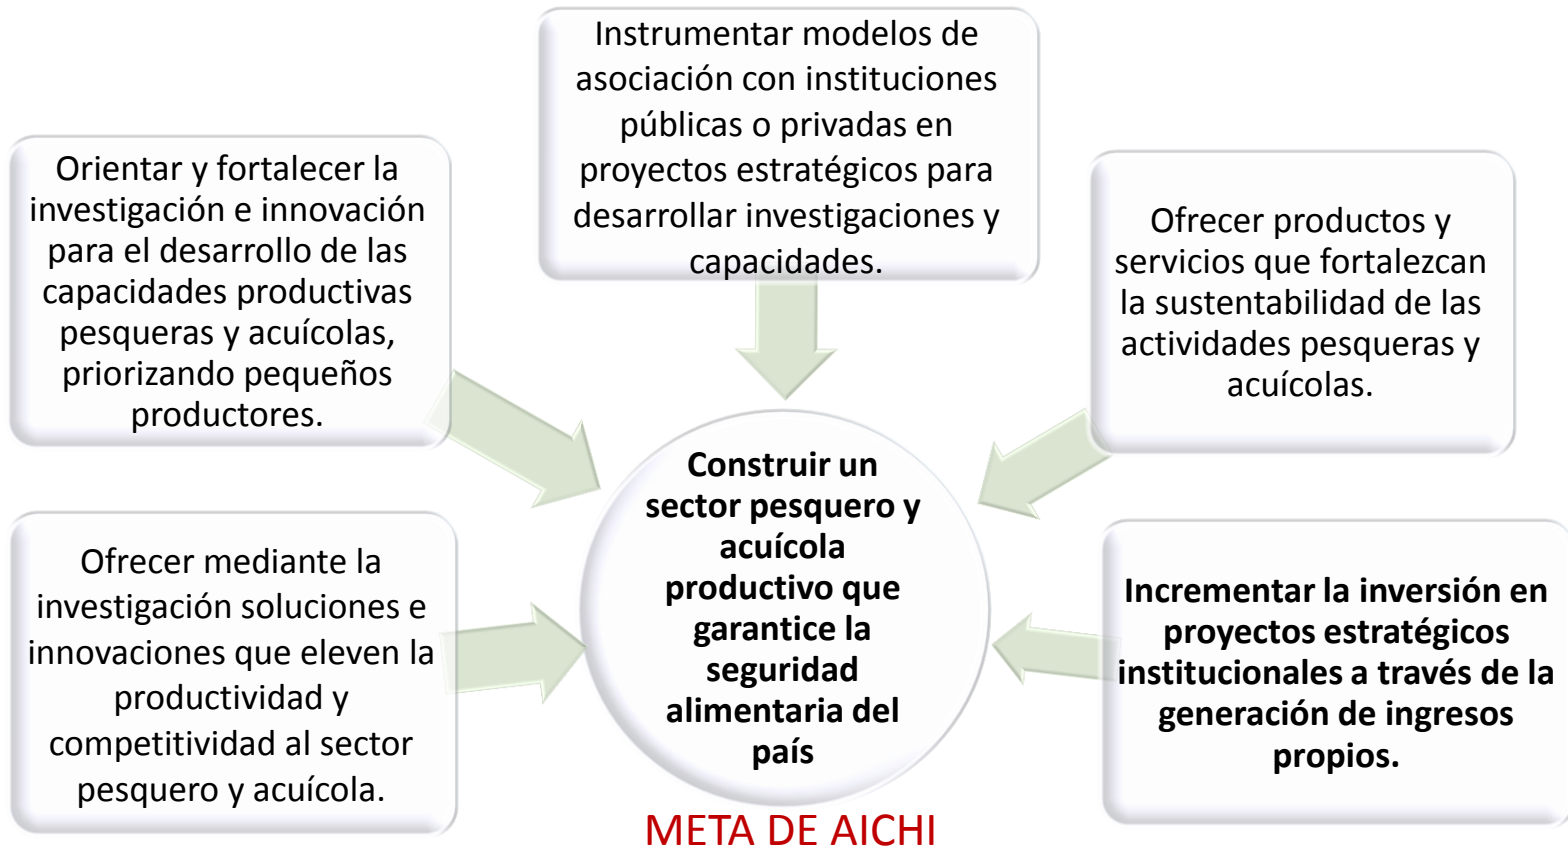 Instrumentar modelos de
asociación con instituciones
públicas o privadas en
proyectos estratégicos para
desarrollar investigaciones y
capacidades.
Orientar y fortalecer la
investigación e innovación
para el desarrollo de las
capacidades productivas
pesqueras y acuícolas,
priorizando pequeños
productores.
Ofrecer productos y
servicios que fortalezcan
la sustentabilidad de las
actividades pesqueras y
acuícolas.
Construir un
sector pesquero y
acuícola
productivo que
garantice la
seguridad
alimentaria del
país
Ofrecer mediante la
investigación soluciones e
innovaciones que eleven la
productividad y
competitividad al sector
pesquero y acuícola.
Incrementar la inversión en
proyectos estratégicos
institucionales a través de la
generación de ingresos
propios.
META DE AICHI